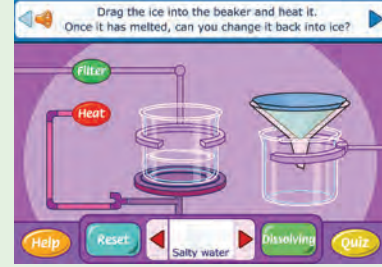 Drag the ice into the beaker and heat it.
Once it has melted, can you change it back into ice?
Filter
Heat
Help
Reset
Salty water
Dissolving
Quiz